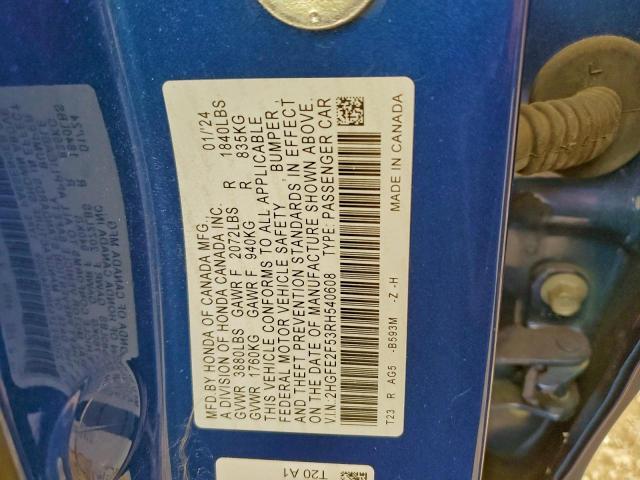 MFD.BY HONDA OF CANADA MFG., 01/'24
A DIVISION OF HONDA CANADA INC.
GVWR 3880LBS GAWR F 2072LBS R 1840LBS
GVWR 1760KG GAWR F 940KG R 835KG
THIS VEHICLE CONFORMS TO ALL APPLICABLE
FEDERAL MOTOR VEHICLE SAFETY, BUMPER,
AND THEFT PREVENTION STANDARDS IN EFFECT
ON THE DATE OF MANUFACTURE SHOWN ABOVE.
V.I.N.:2HGFE2F53RH540608 TYPE: PASSENGER CAR
MADE IN CANADA
T23 R AG5 -B593M -Z -H
T20 A1